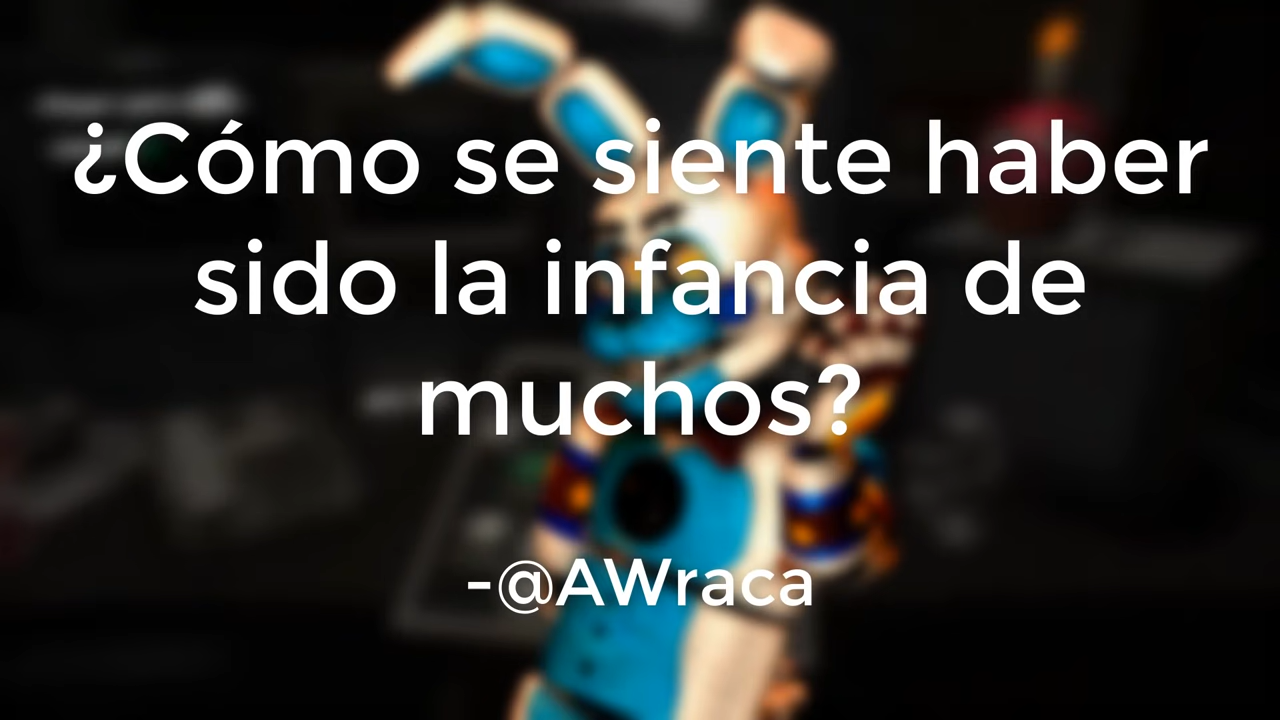 ¿Cómo se siente haber
sido la infancia de
muchos?
-@AWraca